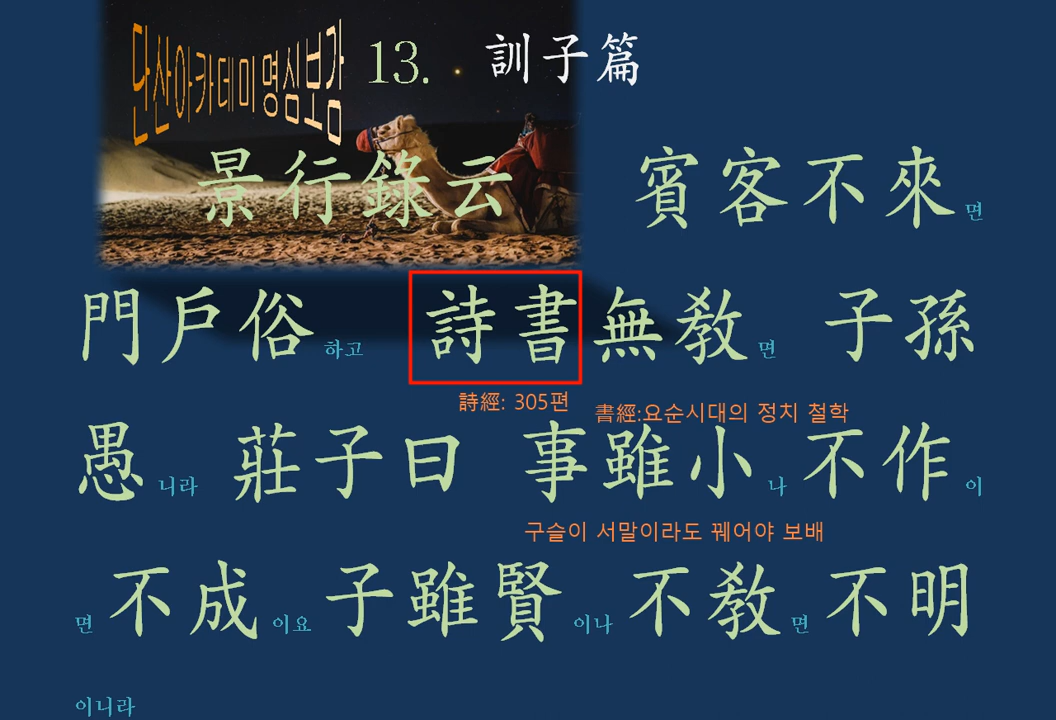 단산아카데미 명심보감 13. 訓子篇
景行錄云 賓客不來면
門戶俗하고 詩書無敎면 子孫
詩經: 305편 書經:요순시대의 정치 철학
愚니라 莊子曰 事雖小나 不作이
구슬이 서말이라도 꿰어야 보배
면 不成이요 子雖賢이나 不敎면 不明
이니라